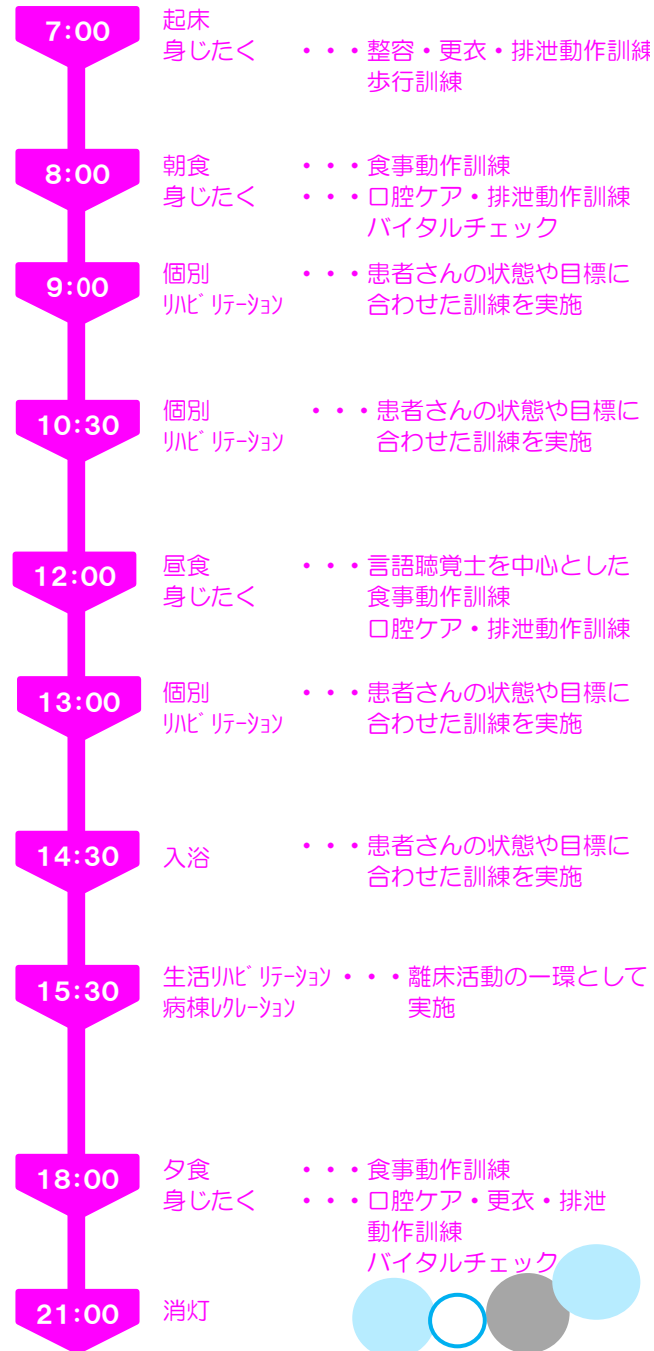 7:00 起床
身じたく ・・・整容・更衣・排泄動作訓練
歩行訓練
8:00 朝食 ・・・食事動作訓練
身じたく ・・・口腔ケア・排泄動作訓練
バイタルチェック
9:00 個別 ・・・患者さんの状態や目標に
ﾘﾊﾋﾞﾘﾃｰｼｮﾝ 合わせた訓練を実施
10:30 個別 ・・・患者さんの状態や目標に
ﾘﾊﾋﾞﾘﾃｰｼｮﾝ 合わせた訓練を実施
12:00 昼食 ・・・言語聴覚士を中心とした
身じたく 食事動作訓練
口腔ケア・排泄動作訓練
13:00 個別 ・・・患者さんの状態や目標に
ﾘﾊﾋﾞﾘﾃｰｼｮﾝ 合わせた訓練を実施
14:30 入浴 ・・・患者さんの状態や目標に
合わせた訓練を実施
15:30 生活ﾘﾊﾋﾞﾘﾃｰｼｮﾝ・・・離床活動の一環として
病棟ﾚｸﾚｰｼｮﾝ 実施
18:00 夕食 ・・・食事動作訓練
身じたく ・・・口腔ケア・更衣・排泄
動作訓練
バイタルチェック
21:00 消灯